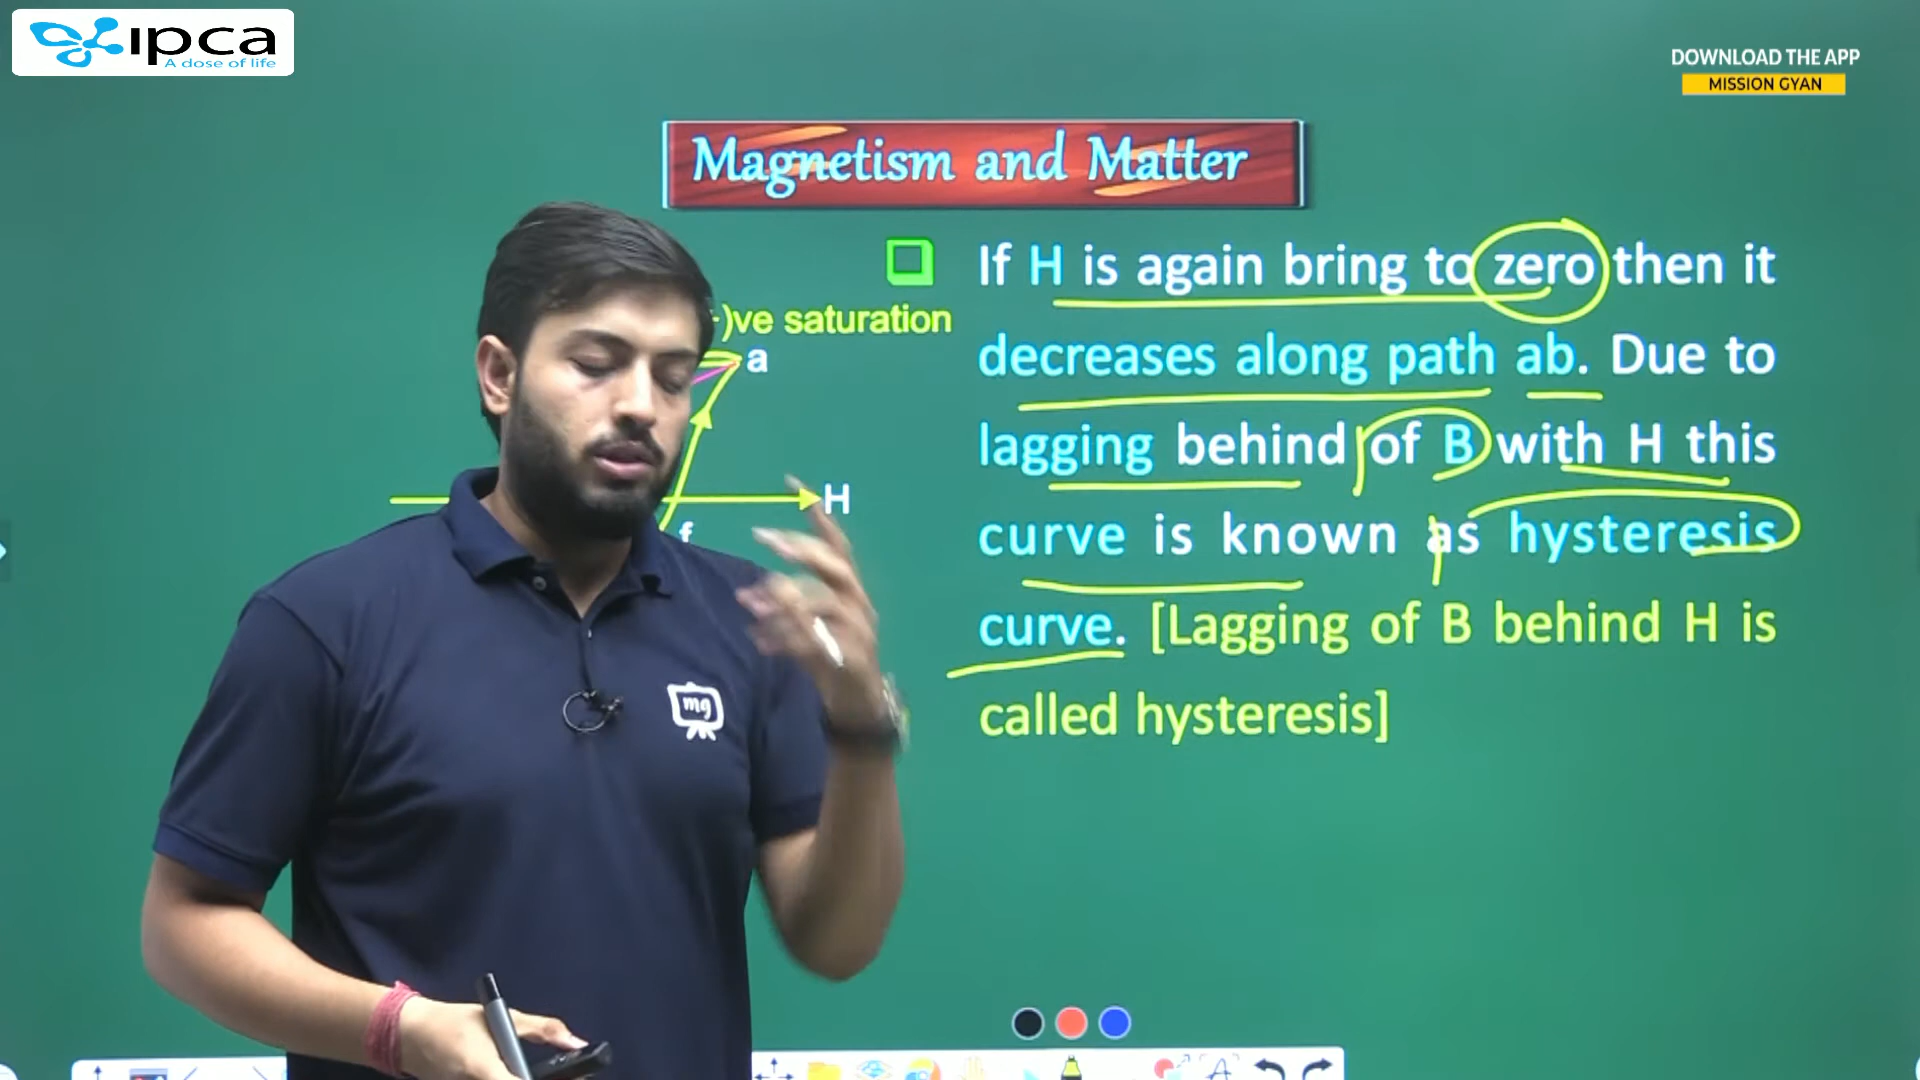 ipca
A dose of life
DOWNLOAD THE APP
MISSION GYAN
Magnetism and Matter
If H is again bring to zero then it
decreases along path ab. Due to
lagging behind of B with H this
curve is known as hysteresis
curve. [Lagging of B behind H is
called hysteresis]
)ve saturation
a
H
f
mg